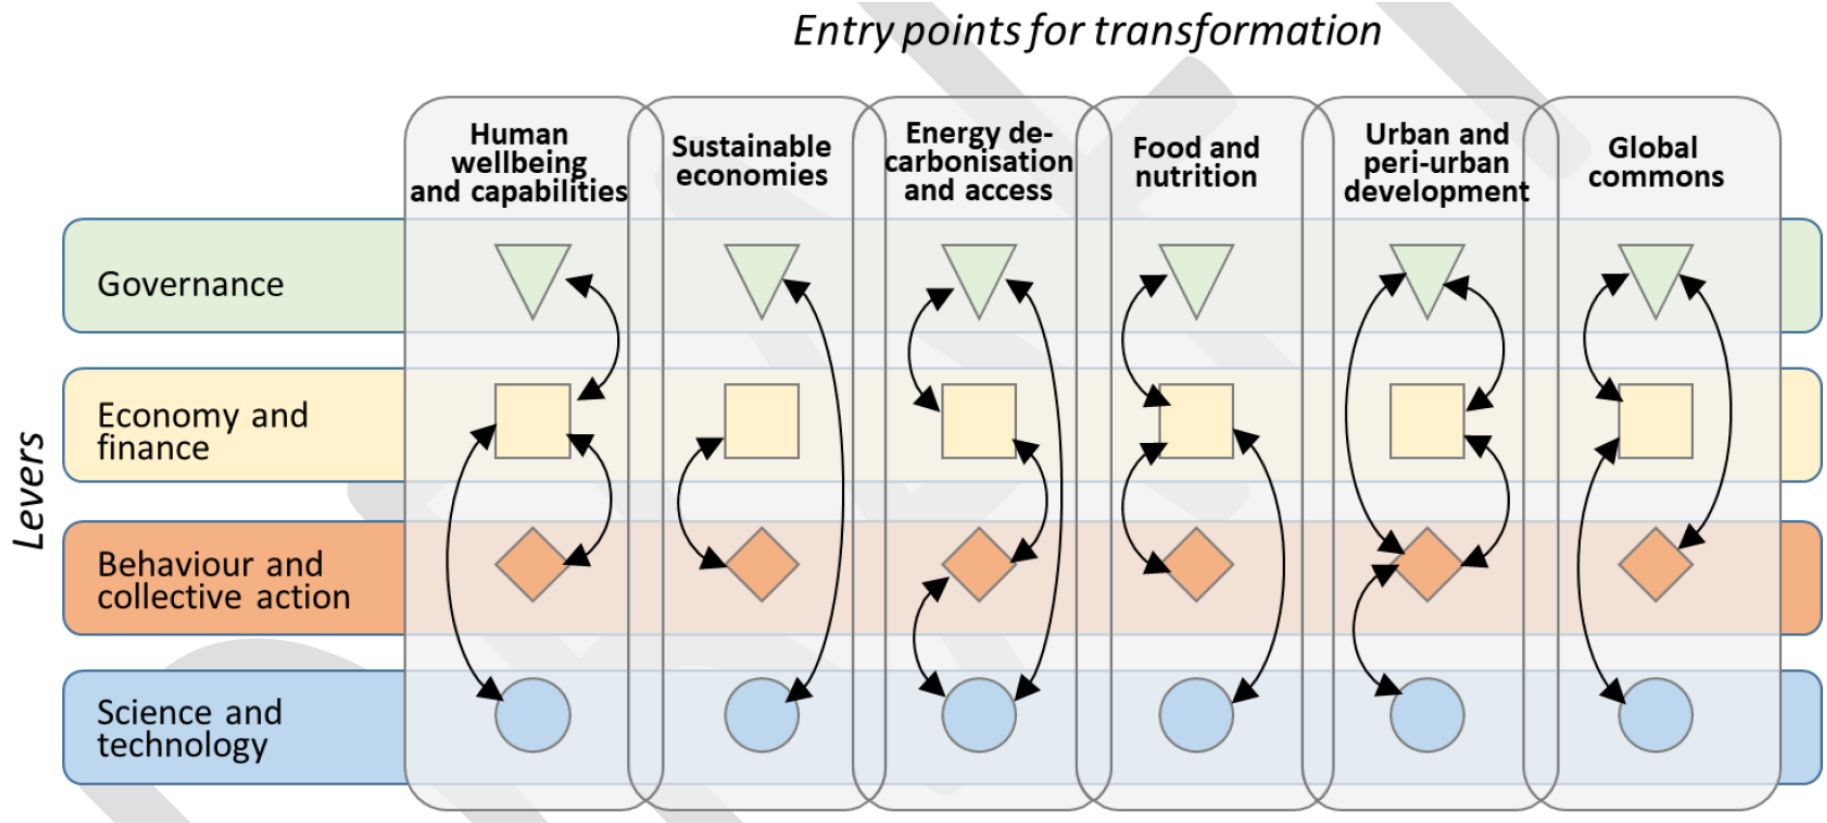 Entry points for transformation
Human
wellbeing
and capabilities
Sustainable
economies
Energy de-
carbonisation
and access
Food and
nutrition
Urban and
peri-urban
development
Global
commons
Levers
Governance
Economy and
finance
Behaviour and
collective action
Science and
technology